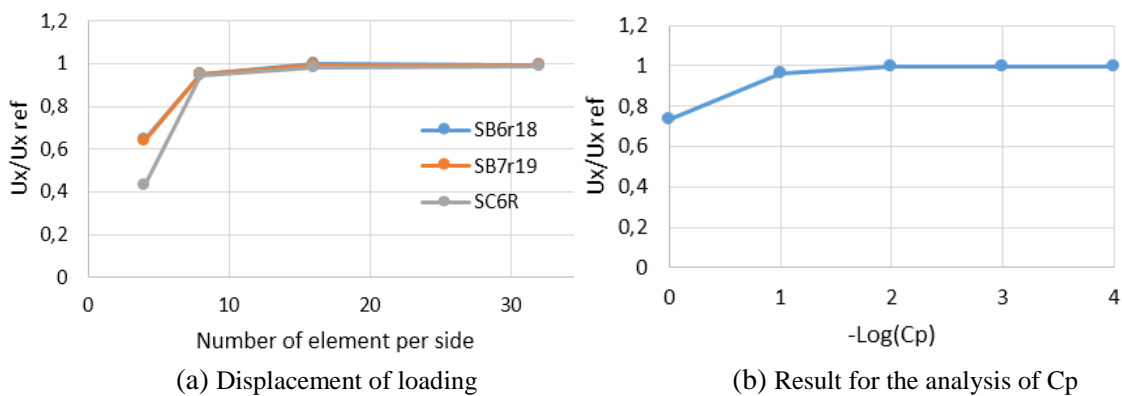 1,2
1
0,8
0,6
0,4
0,2
0
Ux/Ux ref
0 10 20 30
Number of element per side
SB6r18
SB7r19
SC6R
(a) Displacement of loading
1,2
1
0,8
0,6
0,4
0,2
0
Ux/Ux ref
0 1 2 3 4
-Log(Cp)
(b) Result for the analysis of Cp